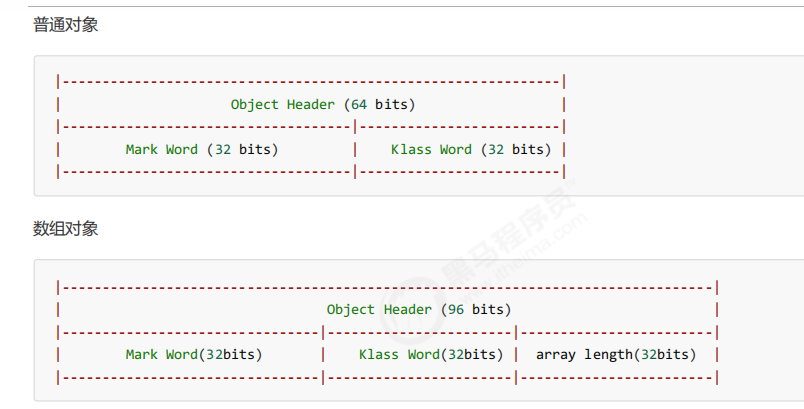 普通对象
|--------------------------------------------------------------|
| Object Header (64 bits) |
|------------------------------------|-------------------------|
| Mark Word (32 bits) | Klass Word (32 bits) |
|------------------------------------|-------------------------|
数组对象
|---------------------------------------------------------------------------------|
| Object Header (96 bits) |
|--------------------------------|-----------------------|------------------------|
| Mark Word(32bits) | Klass Word(32bits) | array length(32bits) |
|--------------------------------|-----------------------|------------------------|
黑马程序员
www.itheima.com